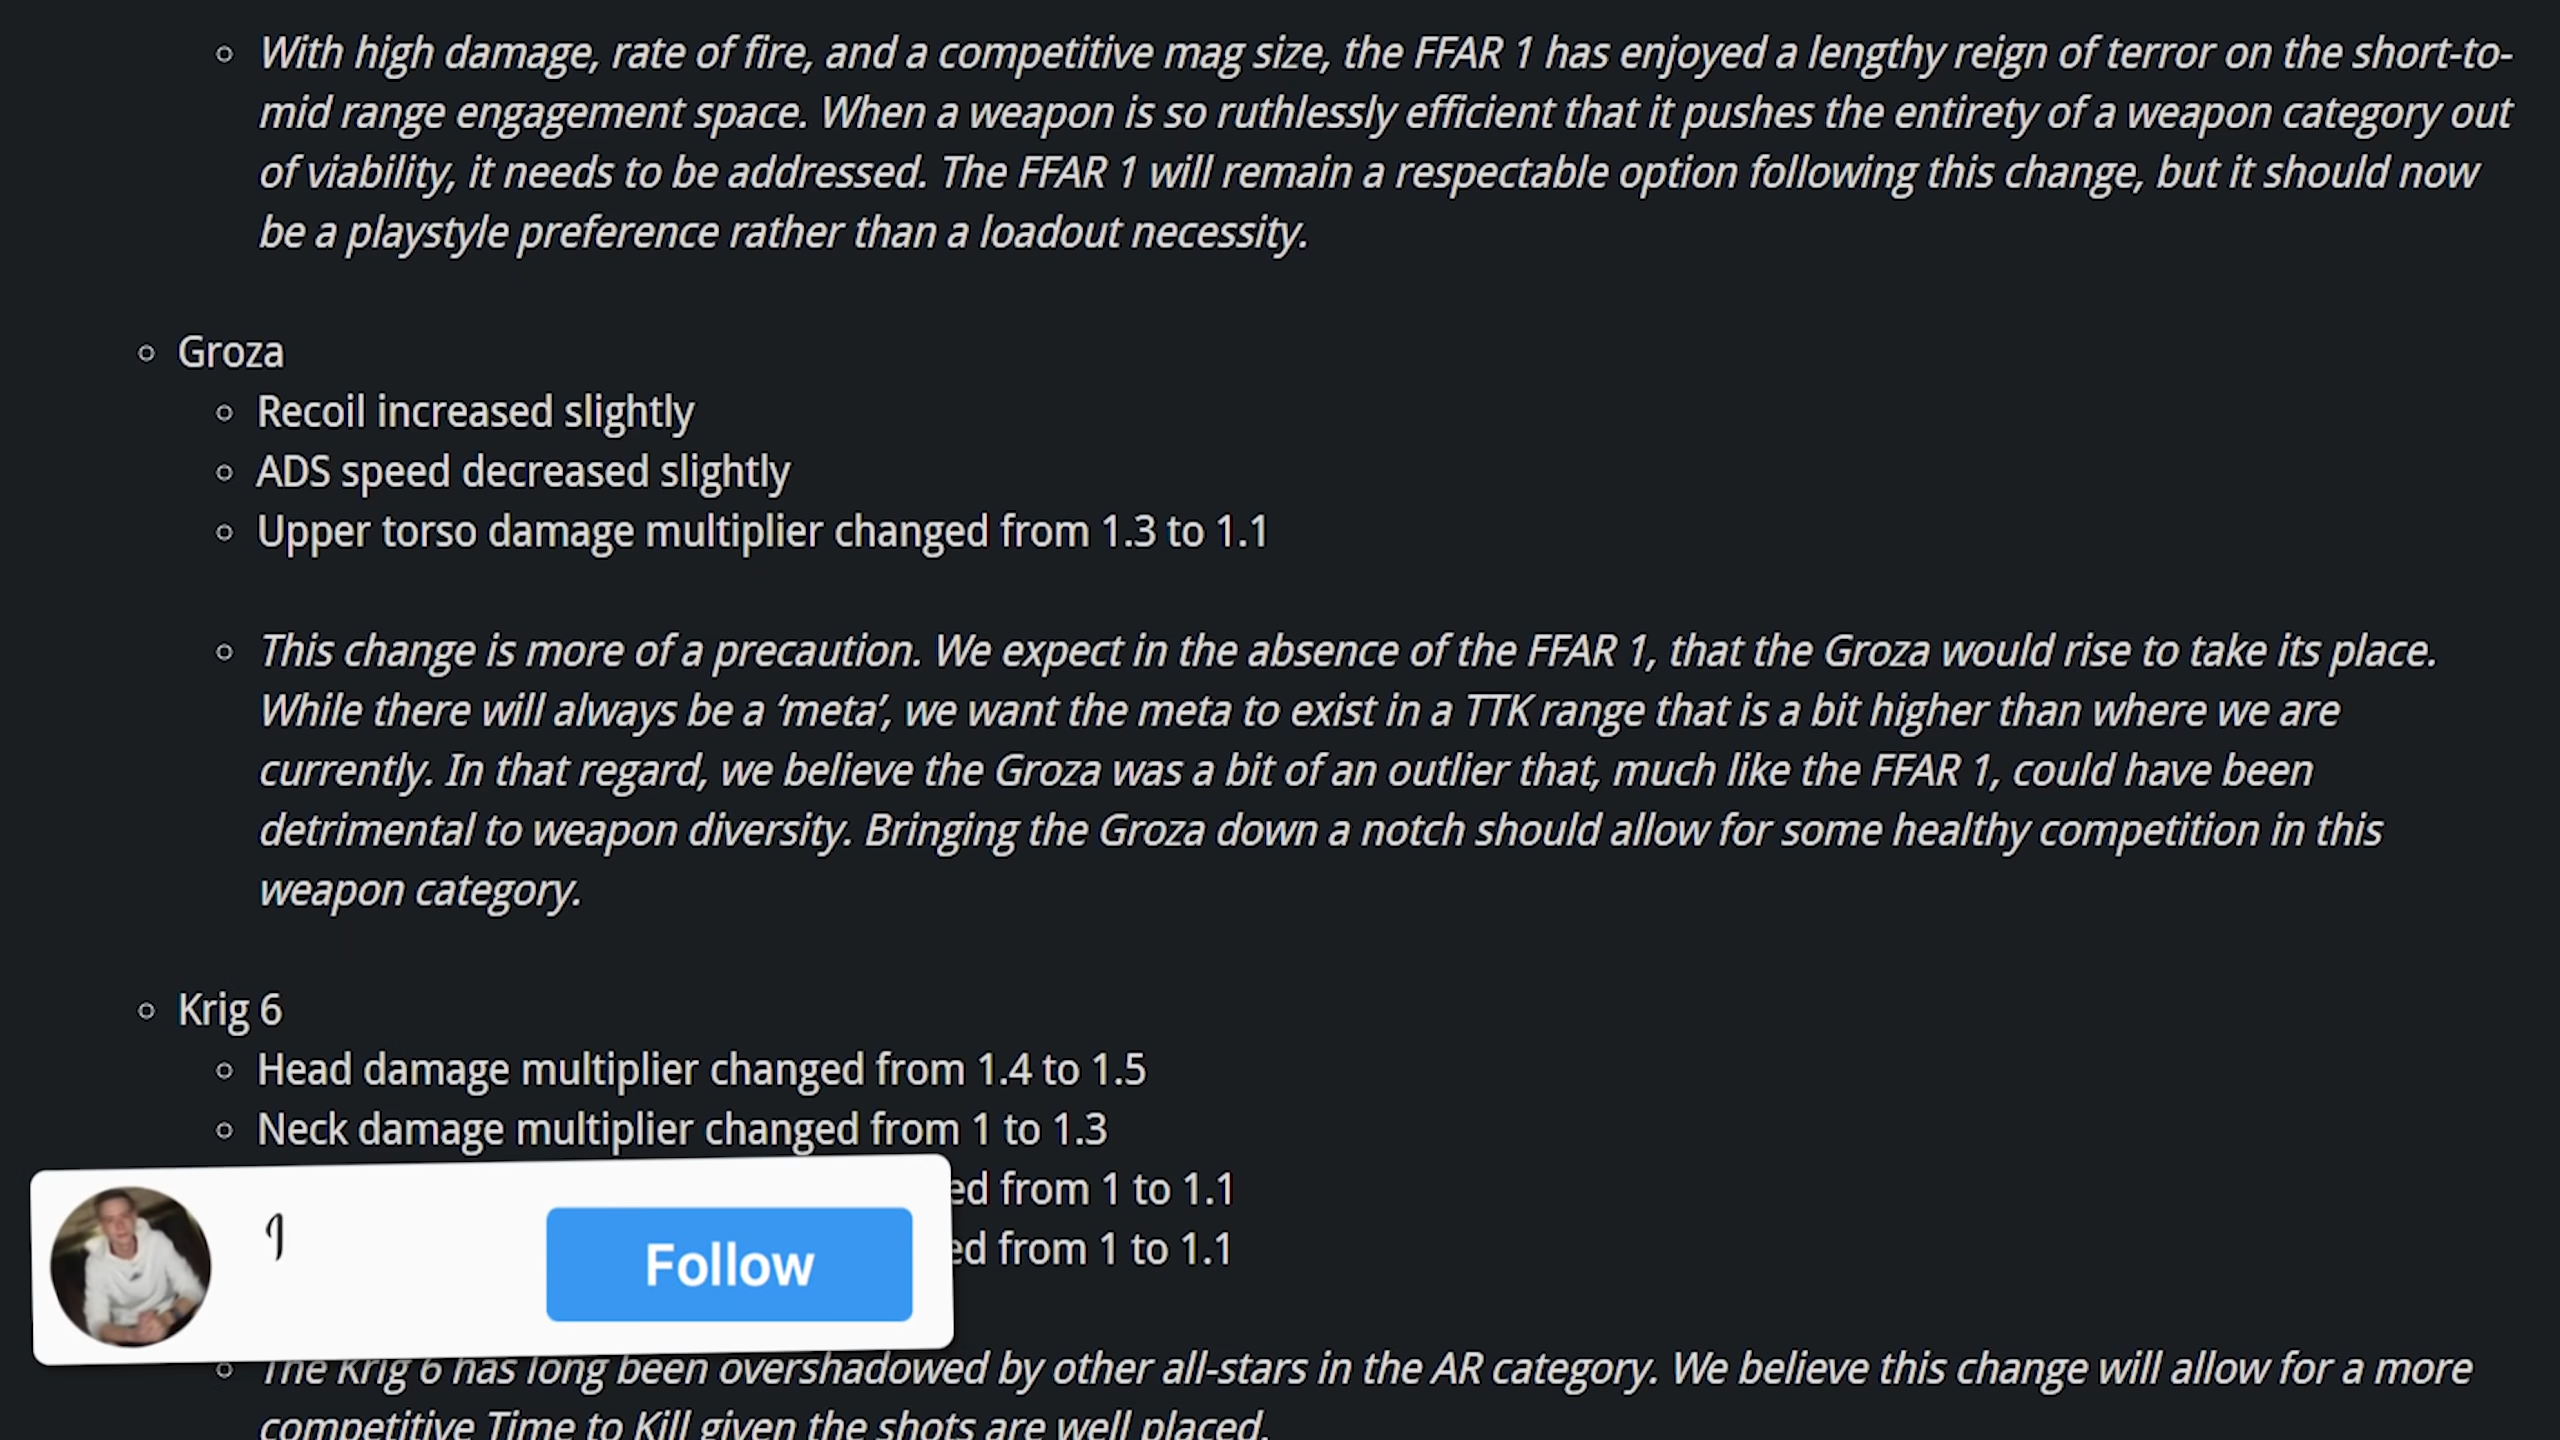 With high damage, rate of fire, and a competitive mag size, the FFAR 1 has enjoyed a lengthy reign of terror on the short-to-
mid range engagement space. When a weapon is so ruthlessly efficient that it pushes the entirety of a weapon category out
of viability, it needs to be addressed. The FFAR 1 will remain a respectable option following this change, but it should now
be a playstyle preference rather than a loadout necessity.
Groza
Recoil increased slightly
ADS speed decreased slightly
Upper torso damage multiplier changed from 1.3 to 1.1
This change is more of a precaution. We expect in the absence of the FFAR 1, that the Groza would rise to take its place.
While there will always be a ‘meta’, we want the meta to exist in a TTK range that is a bit higher than where we are
currently. In that regard, we believe the Groza was a bit of an outlier that, much like the FFAR 1, could have been
detrimental to weapon diversity. Bringing the Groza down a notch should allow for some healthy competition in this
weapon category.
Krig 6
Head damage multiplier changed from 1.4 to 1.5
Neck damage multiplier changed from 1 to 1.3
ed from 1 to 1.1
ed from 1 to 1.1
Follow
The Krig 6 has long been overshadowed by other all-stars in the AR category. We believe this change will allow for a more
competitive Time to Kill given the shots are well placed.